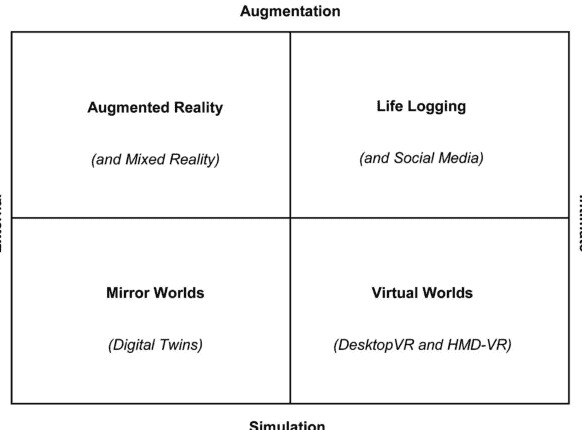 Augmentation
Augmented Reality
Life Logging
(and Mixed Reality)
(and Social Media)
Mirror Worlds
Virtual Worlds
(Digital Twins)
(DesktopVR and HMD-VR)
Simulation